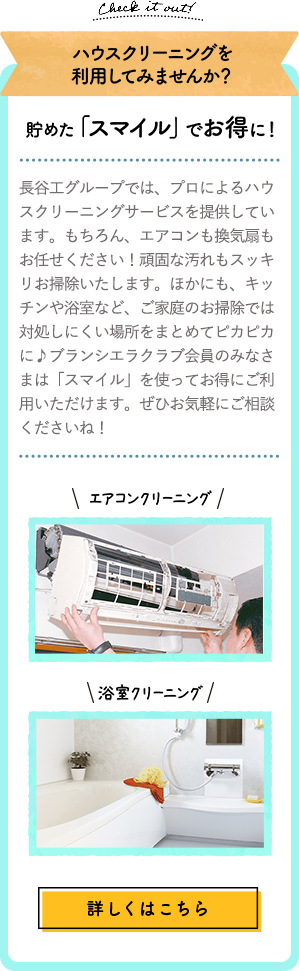 Check it out!
ハウスクリーニングを
利用してみませんか？
貯めた「スマイル」でお得に！
長谷工グループでは、プロによるハウ
スクリーニングサービスを提供してい
ます。もちろん、エアコンも換気扇も
お任せください！頑固な汚れもスッキ
リお掃除いたします。ほかにも、キッ
チンや浴室など、ご家庭のお掃除では
対処しにくい場所をまとめてピカピカ
に♪ブランシエラクラブ会員のみなさ
まは「スマイル」を使ってお得にご利
用いただけます。ぜひお気軽にご相談
くださいね！
\ エアコンクリーニング /
\ 浴室クリーニング /
詳しくはこちら